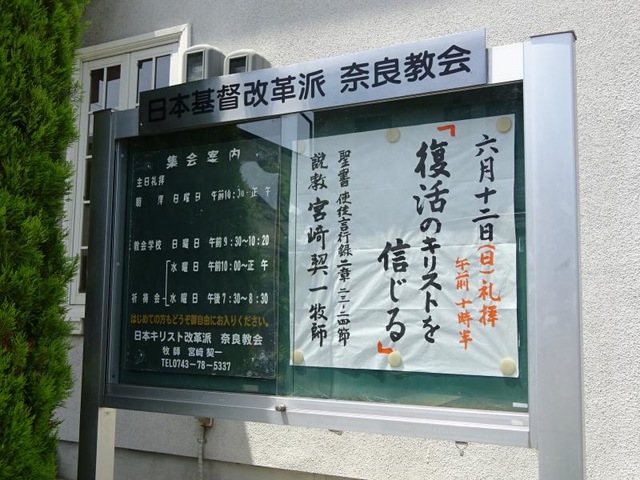 日本基督改革派 奈良教会
集会案内
主日礼拝
朝 拝 日曜日 午前10:30-正午
教会学校 日曜日 午前9:30〜10:20
水曜日 午前10:00〜正午
祈祷会 水曜日 午後7:30〜8:30
はじめての方もどうぞ御自由にお入りください。
日本キリスト改革派 奈良教会
牧師 宮崎契一
TEL0743-78-5337
六月十二日(日)礼拝
午前 十時半
「復活のキリストを
信じる」
聖書 使徒言行録二章 二二・二四節
説教 宮崎契一牧師